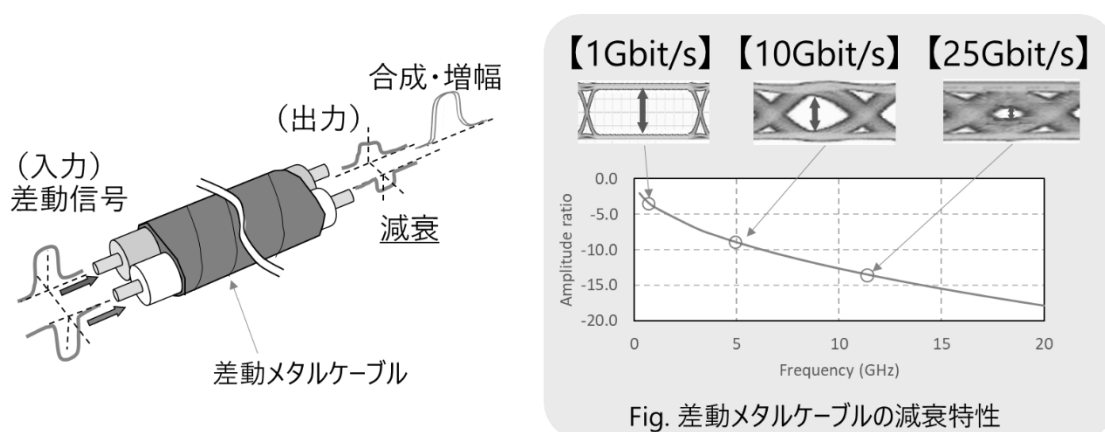 合成・増幅
（出力）
（入力）
差動信号
減衰
差動メタルケーブル
【1Gbit/s】 【10Gbit/s】 【25Gbit/s】
Amplitude ratio
0.0
-5.0
-10.0
-15.0
-20.0
0 5 10 15 20
Frequency (GHz)
Fig. 差動メタルケーブルの減衰特性